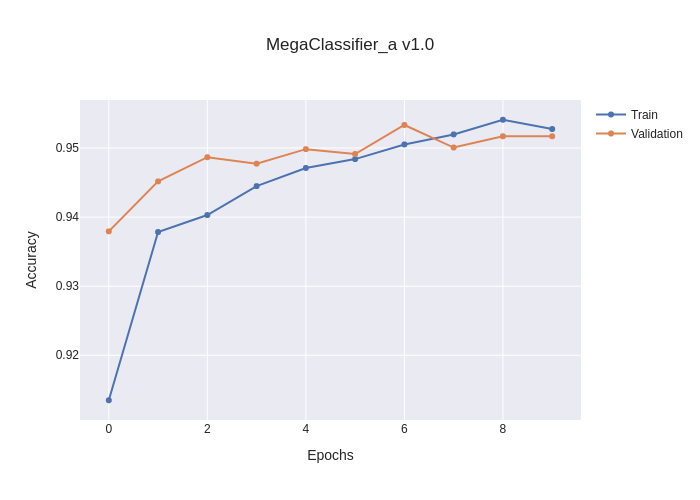 MegaClassifier_a v1.0
Train
Validation
0.95
0.94
0.93
0.92
Accuracy
0 2 4 6 8
Epochs